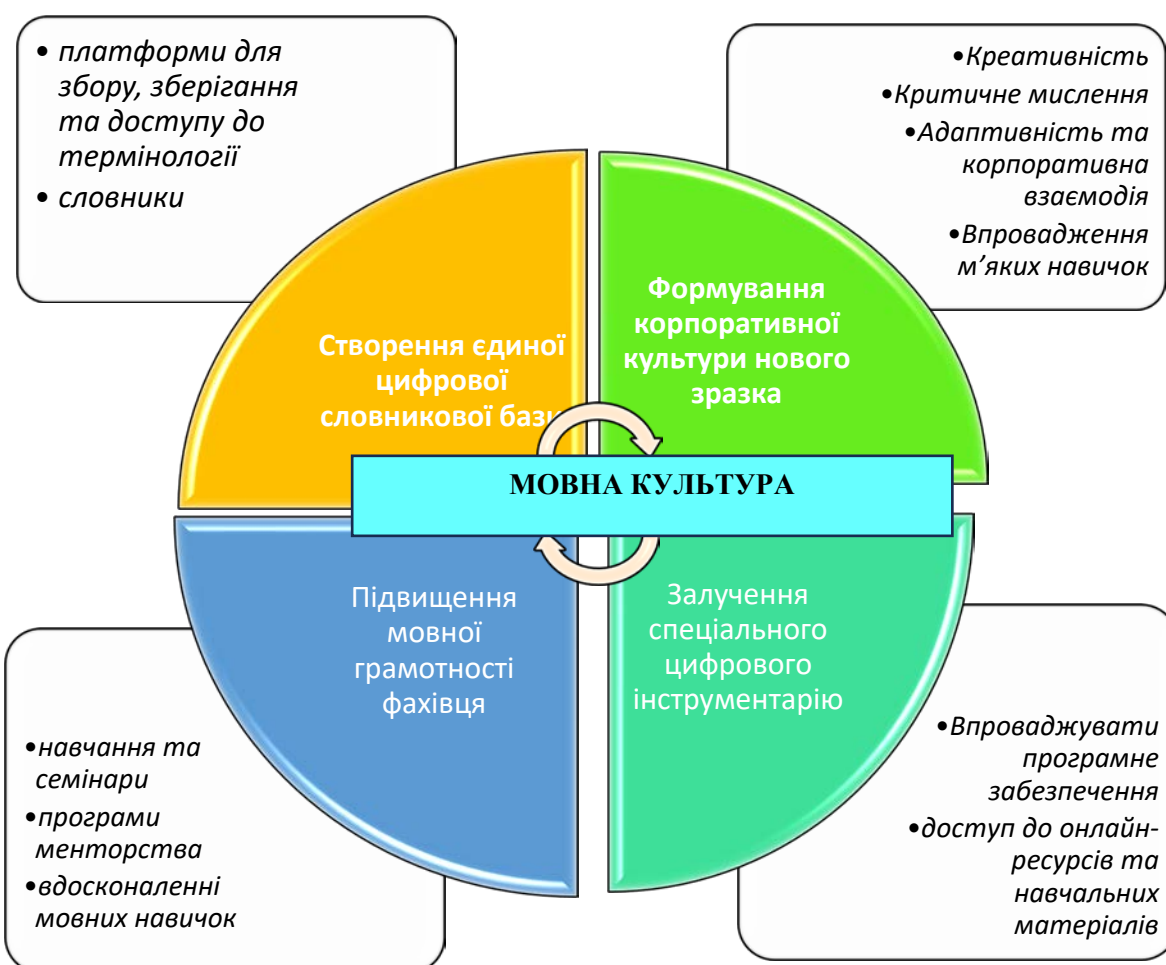 • платформи для
збору, зберігання
та доступу до
термінології
• словники
•Креативність
•Критичне мислення
•Адаптивність та
корпоративна
взаємодія
•Впровадження
м’яких навичок
Створення єдиної
цифрової
словникової бази
Формування
корпоративної
культури нового
зразка
МОВНА КУЛЬТУРА
Підвищення
мовної
грамотності
фахівця
Залучення
спеціального
цифрового
інструментарію
•навчання та
семінари
•програми
менторства
•вдосконаленні
мовних навичок
•Впроваджувати
програмне
забезпечення
•доступ до онлайн-
ресурсів та
навчальних
матеріалів